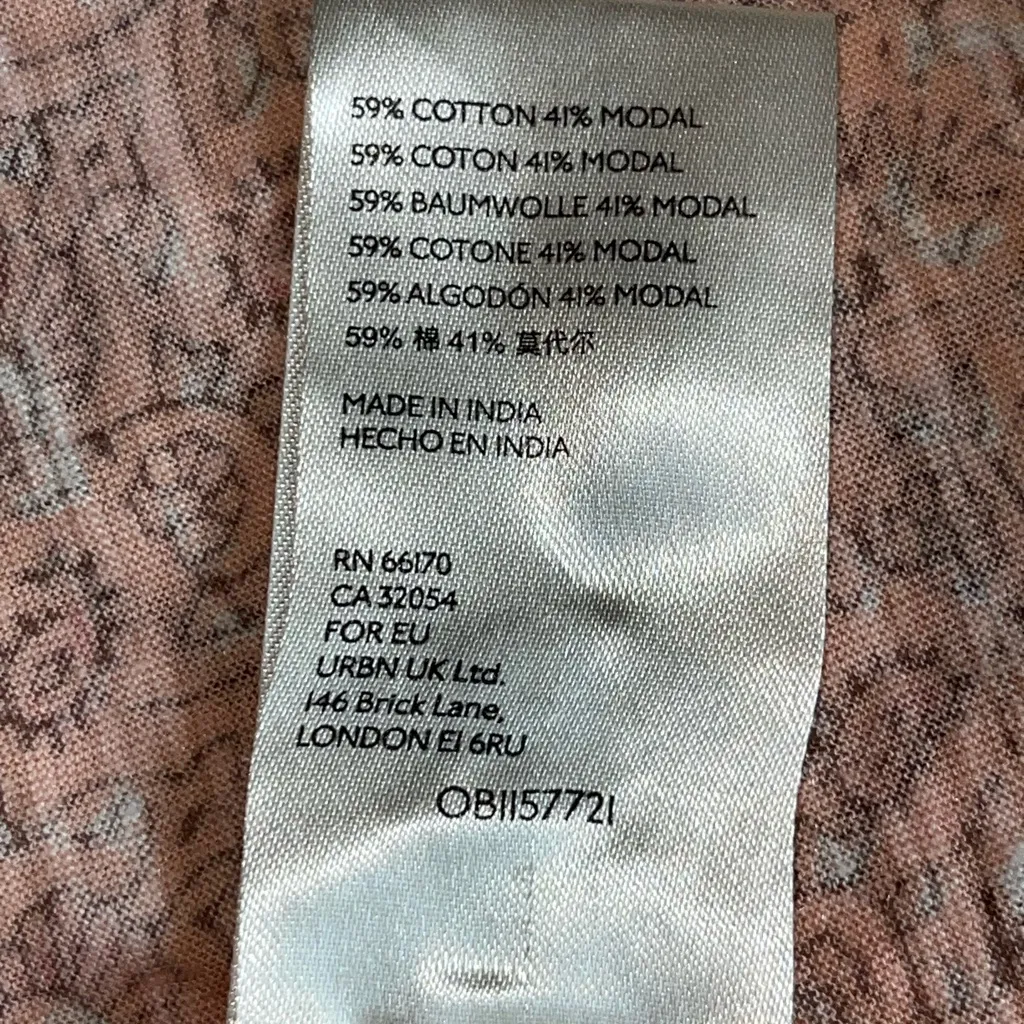 59% COTTON 41% MODAL
59% COTON 41% MODAL
59% BAUMWOLLE 41% MODAL
59% COTONE 41% MODAL
59% ALGODÓN 41% MODAL
59% 棉 41% 莫代尔
MADE IN INDIA
HECHO EN INDIA
RN 66170
CA 32054
FOR EU
URBN UK Ltd.
146 Brick Lane,
LONDON E1 6RU
OB1157721